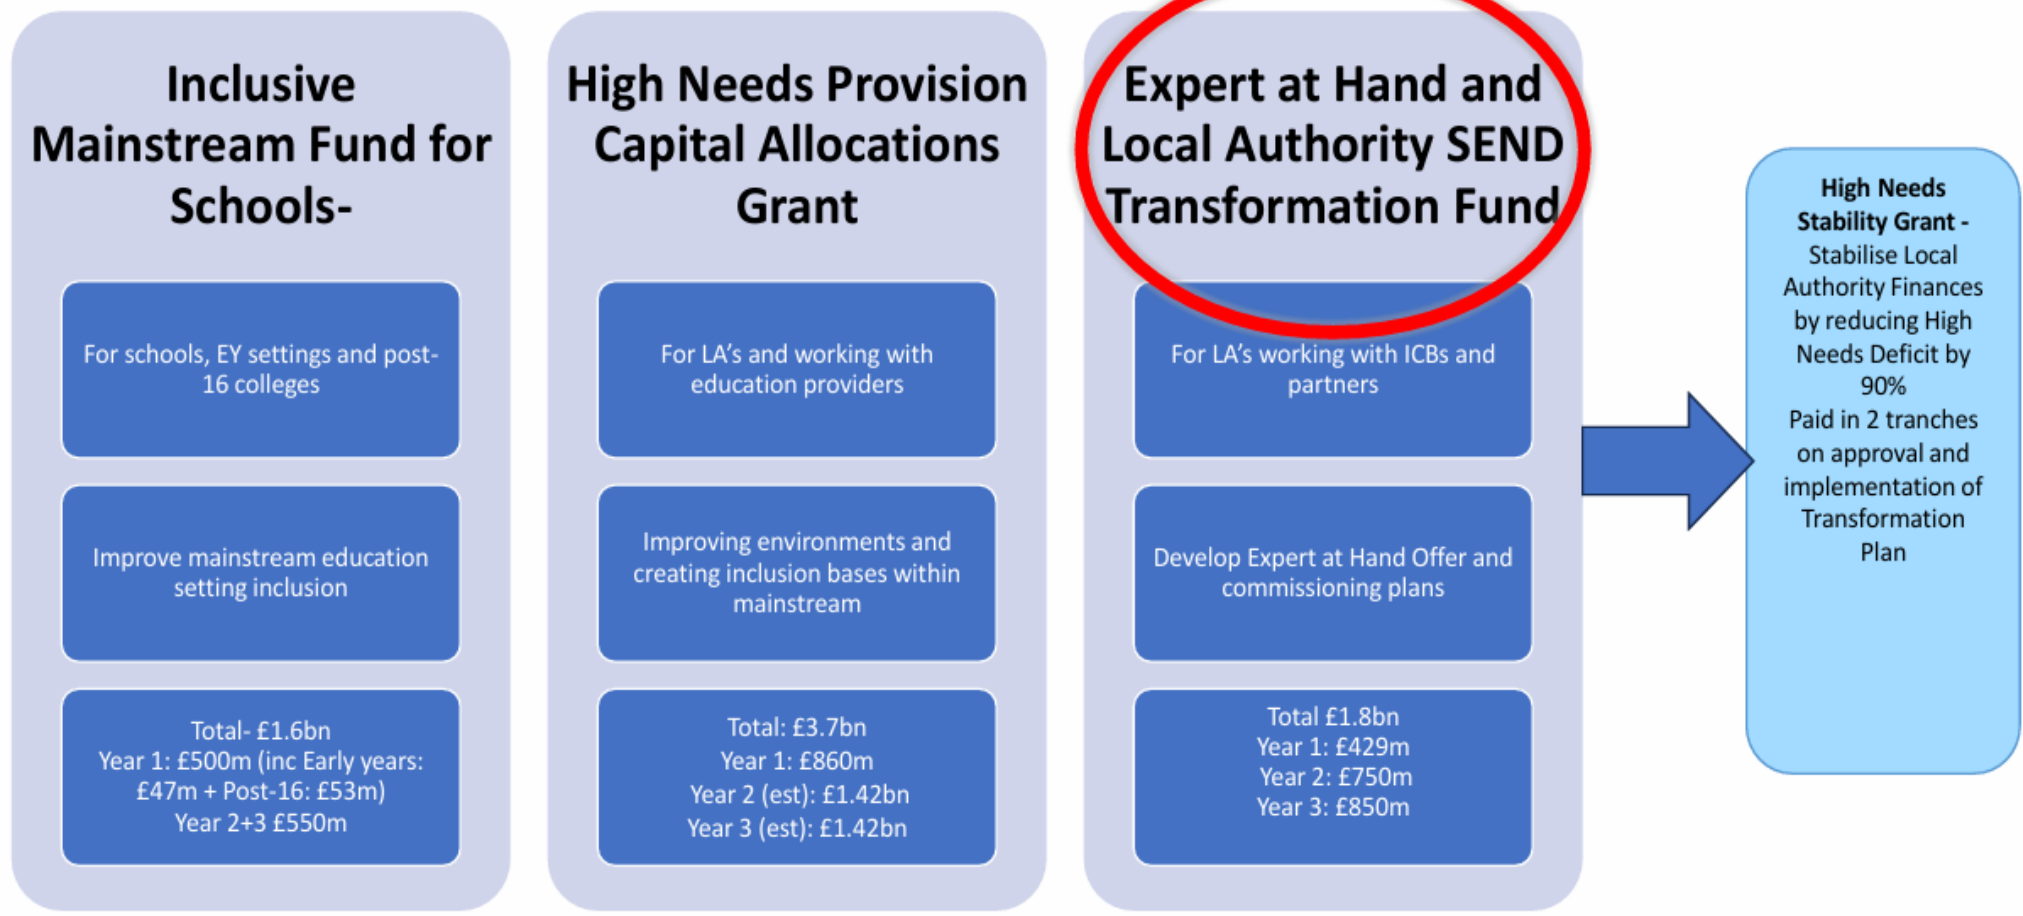 Inclusive
Mainstream Fund for
Schools-
For schools, EY settings and post-
16 colleges
Improve mainstream education
setting inclusion
Total- £1.6bn
Year 1: £500m (inc Early years:
£47m + Post-16: £53m)
Year 2+3 £550m
High Needs Provision
Capital Allocations
Grant
For LA's and working with
education providers
Improving environments and
creating inclusion bases within
mainstream
Total: £3.7bn
Year 1: £860m
Year 2 (est): £1.42bn
Year 3 (est): £1.42bn
Expert at Hand and
Local Authority SEND
Transformation Fund
For LA's working with ICBs and
partners
Develop Expert at Hand Offer and
commissioning plans
Total £1.8bn
Year 1: £429m
Year 2: £750m
Year 3: £850m
High Needs
Stability Grant -
Stabilise Local
Authority Finances
by reducing High
Needs Deficit by
90%
Paid in 2 tranches
on approval and
implementation of
Transformation
Plan